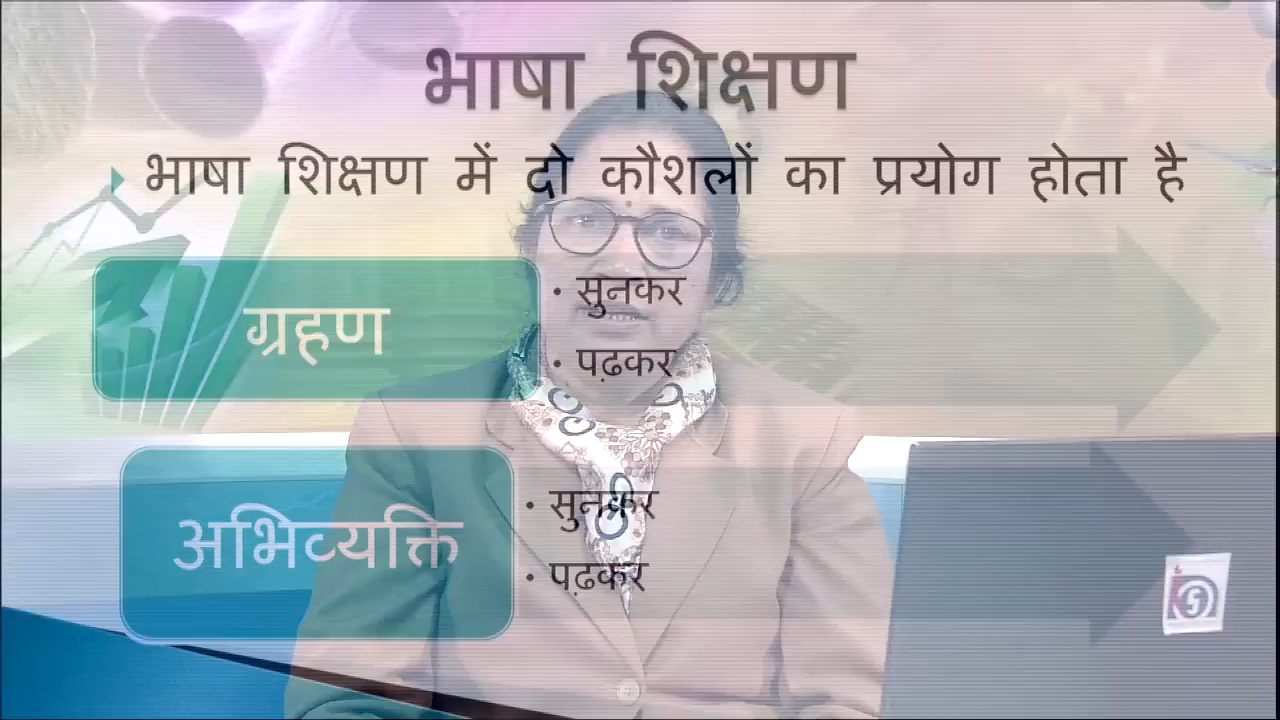 भाषा शिक्षण
भाषा शिक्षण में दो कौशलों का प्रयोग होता है
ग्रहण
• सुनकर
• पढ़कर
अभिव्यक्ति
• सुनकर
• पढ़कर